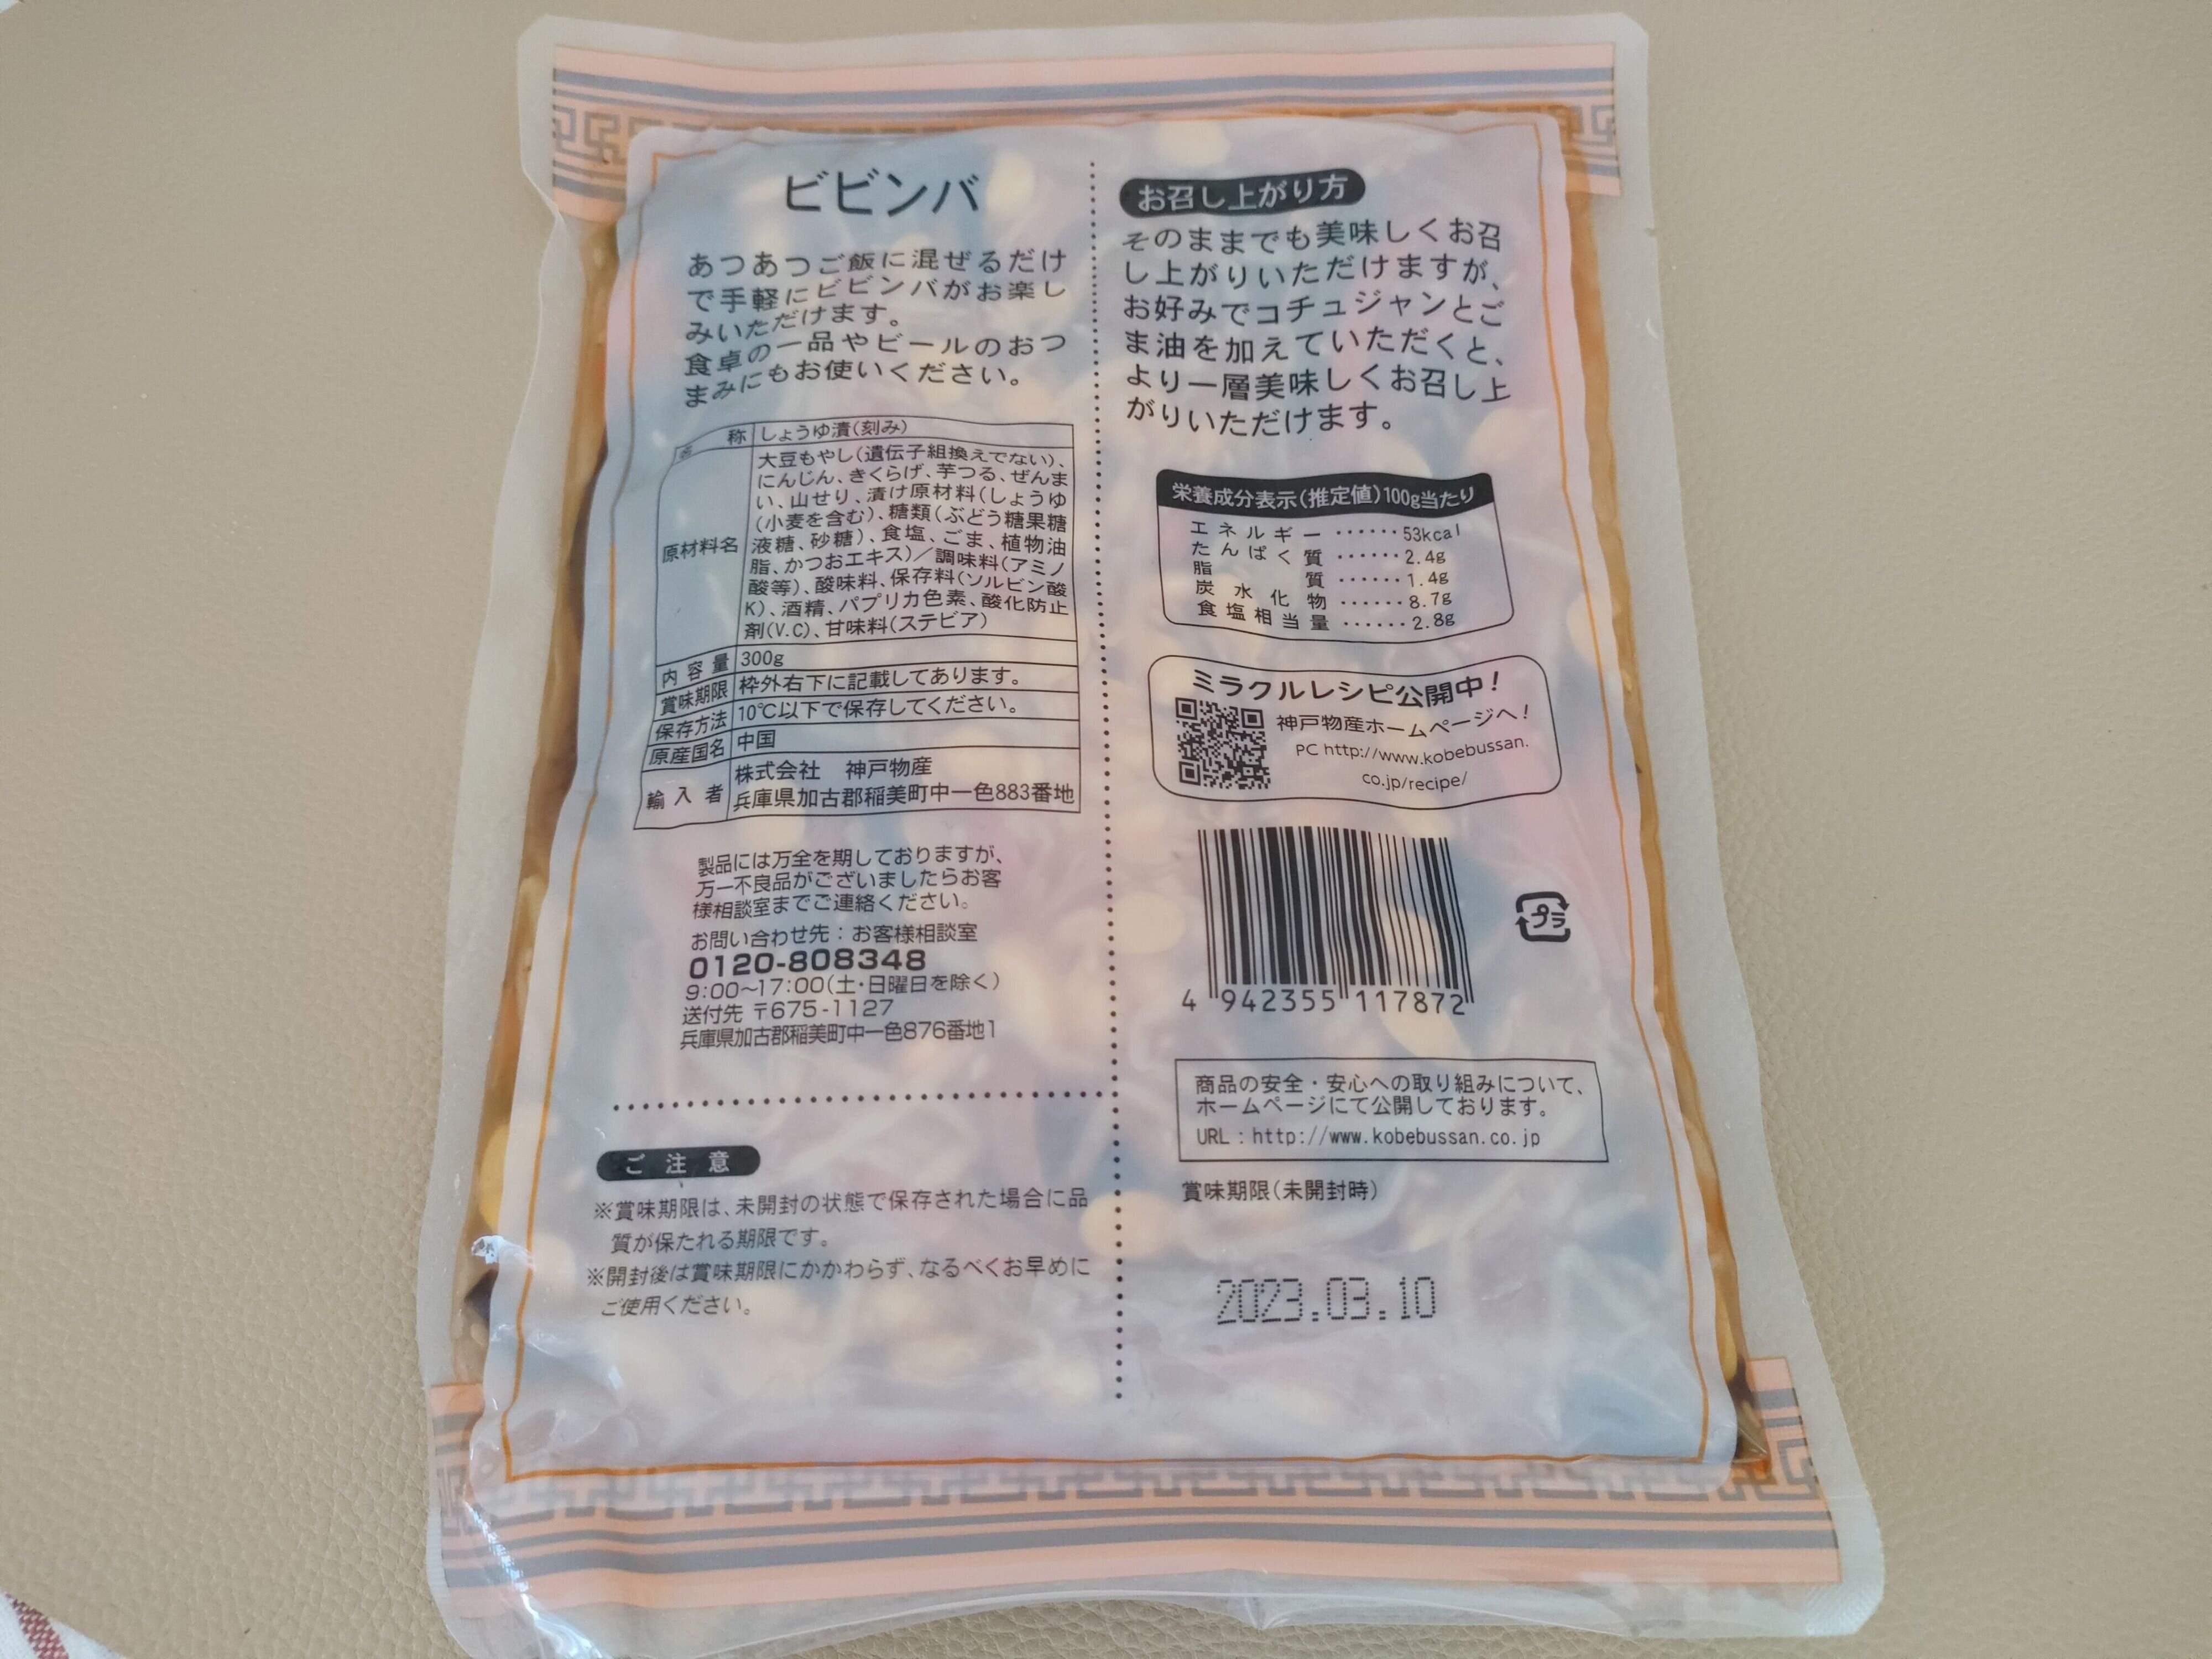 ビビンバ
あつあつご飯に混ぜるだけ
で手軽にビビンバがお楽し
みいただけます。
食卓の一品やビールのおつ
まみにもお使いください。
名称 しょうゆ漬(刻み)
原材料名 大豆もやし(遺伝子組換えでない)、
にんじん、きくらげ、芋つる、ぜんま
い、山せり、漬け原材料(しょうゆ
(小麦を含む)、糖類(ぶどう糖果糖
液糖、砂糖)、食塩、ごま、植物油
脂、かつおエキス)/調味料(アミノ
酸等)、酸味料、保存料(ソルビン酸
K)、酒精、パプリカ色素、酸化防止
剤(V.C)、甘味料(ステビア)
内容量 300g
賞味期限 枠外右下に記載してあります。
保存方法 10℃以下で保存してください。
原産国名 中国
輸入者 株式会社 神戸物産
兵庫県加古郡稲美町中一色883番地
製品には万全を期しておりますが、
万一不良品がございましたらお客
様相談室までご連絡ください。
お問い合わせ先：お客様相談室
0120-808348
9:00～17:00(土・日曜日を除く)
送付先 〒675-1127
兵庫県加古郡稲美町中一色876番地1
ご注意
※賞味期限は、未開封の状態で保存された場合に品
質が保たれる期限です。
※開封後は賞味期限にかかわらず、なるべくお早めに
ご使用ください。
お召し上がり方
そのままでも美味しくお召
し上がりいただけますが、
お好みでコチュジャンとご
ま油を加えていただくと、
より一層美味しくお召し上
がりいただけます。
栄養成分表示(推定値)100g当たり
エネルギー ······53kcal
たんぱく質 ······2.4g
脂質 ······1.4g
炭水化物 ······8.7g
食塩相当量 ······2.8g
ミラクルレシピ公開中!
神戸物産ホームページへ!
PC http://www.kobebussan.
co.jp/recipe/
4 942355 117872
プラ
商品の安全・安心への取り組みについて、
ホームページにて公開しております。
URL：http://www.kobebussan.co.jp
賞味期限(未開封時)
2023.03.10